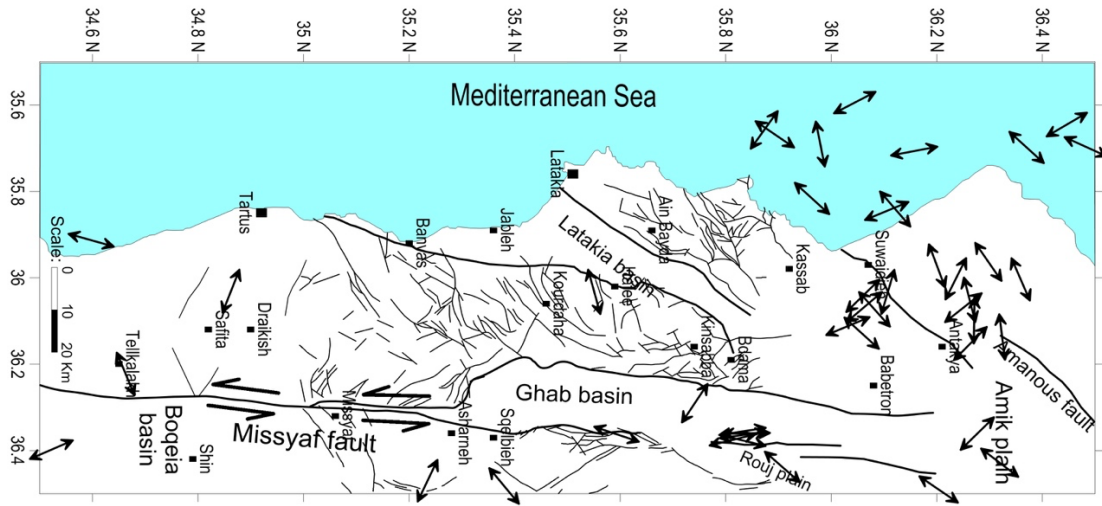 34.6 N
34.8 N
35 N
35.2 N
35.4 N
35.6 N
35.8 N
36 N
36.2 N
36.4 N
35.6
35.8
36
36.2
36.4
Mediterranean Sea
Latakia
Tartus
Banyas
Jableh
Ain Bayda
Latakia basin
Kassab
Scale:
0
10
20 Km
Safita
Draikish
Kourdaha
Kinsabba
Bdama
Babetron
Antakya
Amanous fault
Amik plain
Tellkalakh
Ghab basin
Boqeia
basin
Shin
Missyaf fault
Missyaf
Asharneh
Sqelbieh
Rouj plain